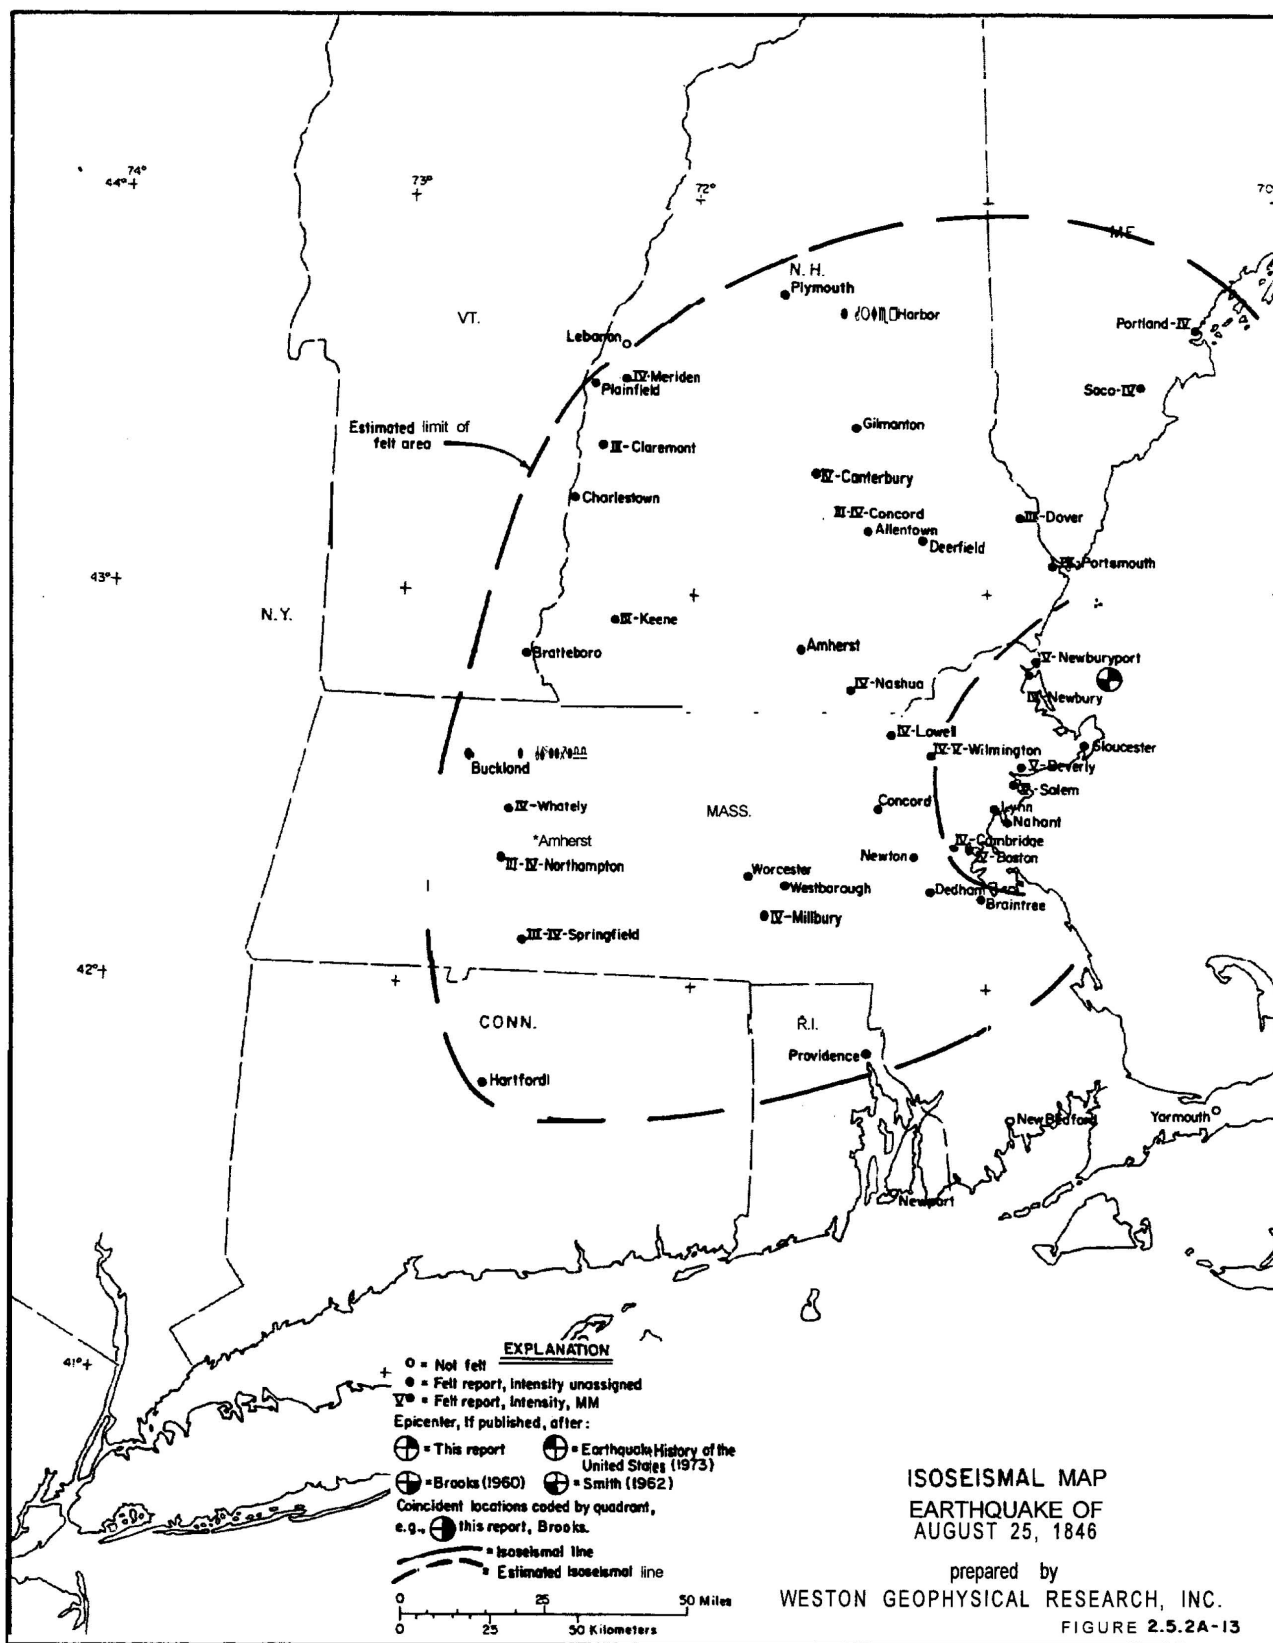 44°
74°
73°
72°
70
ME.
N. H.
Plymouth
Harbor
VT.
Portland-IV
Lebanon
IV-Meriden
Plainfield
Saco-IV
Estimated limit of
felt area
Gilmanton
III-Claremont
IV-Canterbury
Charlestown
III-IV-Concord
Allentown
III-Dover
Deerfield
Portsmouth
43°
N.Y.
IV-Keene
Amherst
Bratteboro
V-Newburyport
IV-Nashua
IV-Newbury
IV-Lowell
Gloucester
IV-V-Wilmington
Buckland
V-Beverly
V-Salem
IV-Whately
MASS.
Concord
Lynn
Nahant
*Amherst
IV-Cambridge
III-IV-Northampton
Newton
IV-Boston
Worcester
Westborough
Dedham
Braintree
IV-Millbury
III-IV-Springfield
42°
CONN.
R.I.
Providence
Hartford
New Bedford
Yarmouth
Newport
41°
EXPLANATION
O = Not felt
● = Felt report, intensity unassigned
V● = Felt report, Intensity, MM
Epicenter, if published, after:
= This report
= Earthquake History of the
United States (1973)
= Brooks (1960)
= Smith (1962)
Coincident locations coded by quadrant,
e.g., this report, Brooks.
= Isoseismal line
= Estimated isoseismal line
0 25 50 Miles
0 25 50 Kilometers
ISOSEISMAL MAP
EARTHQUAKE OF
AUGUST 25, 1846
prepared by
WESTON GEOPHYSICAL RESEARCH, INC.
FIGURE 2.5.2A-13